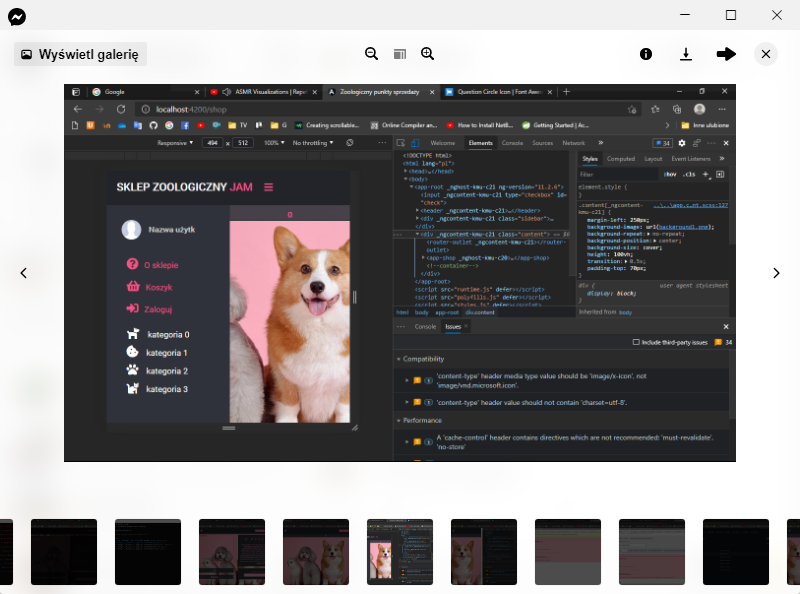 Wyświetl galerię
Google
ASMR Visualizations | Repet
Zoologiczny punkty sprzedaży
Question Circle Icon | Font Awes
localhost:4200/shop
TV
G
Creating scrollable...
Online Compiler an...
How to Install NetB...
Getting Started | Ac...
Inne ulubione
Responsive
494 x 512
100%
No throttling
Welcome
Elements
Console
Sources
Network
34
SKLEP ZOOLOGICZNY JAM
Nazwa użytk
O sklepie
Koszyk
Zaloguj
kategoria 0
kategoria 1
kategoria 2
kategoria 3
<!DOCTYPE html>
<html lang="pl">
<head>…</head>
<body>
<app-root _nghost-kmu-c21 ng-version="11.2.6">
<input _ngcontent-kmu-c21 type="checkbox" id=
"check">
<header _ngcontent-kmu-c21>…</header>
<div _ngcontent-kmu-c21 class="sidebar">…
</div>
<div _ngcontent-kmu-c21 class="content"> == $0
<router-outlet _ngcontent-kmu-c21></router-
outlet>
<app-shop _nghost-kmu-c20>…</app-shop>
<!--container-->
</div>
</app-root>
<script src="runtime.js" defer></script>
<script src="polyfills.js" defer></script>
<script src="styles.js" defer></script>
html body app-root div.content
Styles
Computed
Layout
Event Listeners
Filter
:hov .cls
element.style {
}
.content[_ngcontent-
kmu-c21] {
margin-left: 250px;
background-image: url(background1.png);
background-repeat: no-repeat;
background-position: center;
background-size: cover;
height: 100vh;
transition: 0.5s;
padding-top: 70px;
}
div { user agent stylesheet
display: block;
}
Inherited from body
Console
Issues
Include third-party issues
34
Compatibility
'content-type' header media type value should be 'image/x-icon', not
'image/vnd.microsoft.icon'.
'content-type' header value should not contain 'charset=utf-8'.
Performance
A 'cache-control' header contains directives which are not recommended: 'must-revalidate',
'no-store'